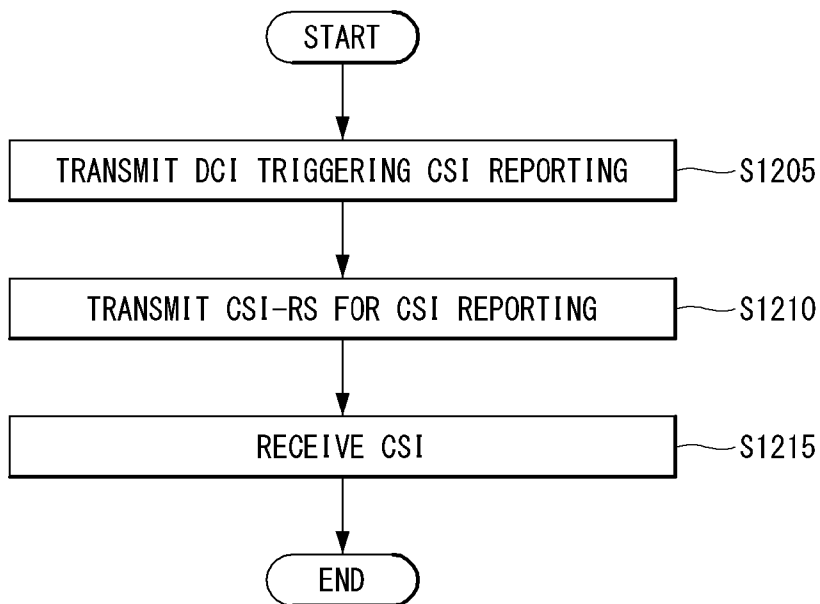 START
TRANSMIT DCI TRIGGERING CSI REPORTING
S1205
TRANSMIT CSI-RS FOR CSI REPORTING
S1210
RECEIVE CSI
S1215
END